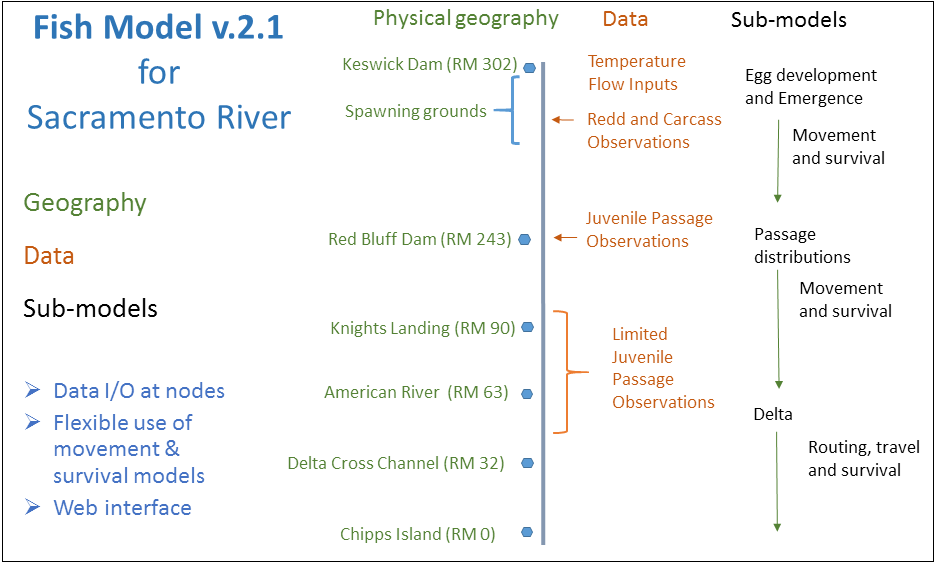 Fish Model v.2.1
for
Sacramento River
Geography
Data
Sub-models
Data I/O at nodes
Flexible use of
movement &
survival models
Web interface
Physical geography
Keswick Dam (RM 302)
Spawning grounds
Red Bluff Dam (RM 243)
Knights Landing (RM 90)
American River (RM 63)
Delta Cross Channel (RM 32)
Chipps Island (RM 0)
Data
Temperature
Flow Inputs
Redd and Carcass
Observations
Juvenile Passage
Observations
Limited
Juvenile
Passage
Observations
Sub-models
Egg development
and Emergence
Movement
and survival
Passage
distributions
Movement
and survival
Delta
Routing, travel
and survival